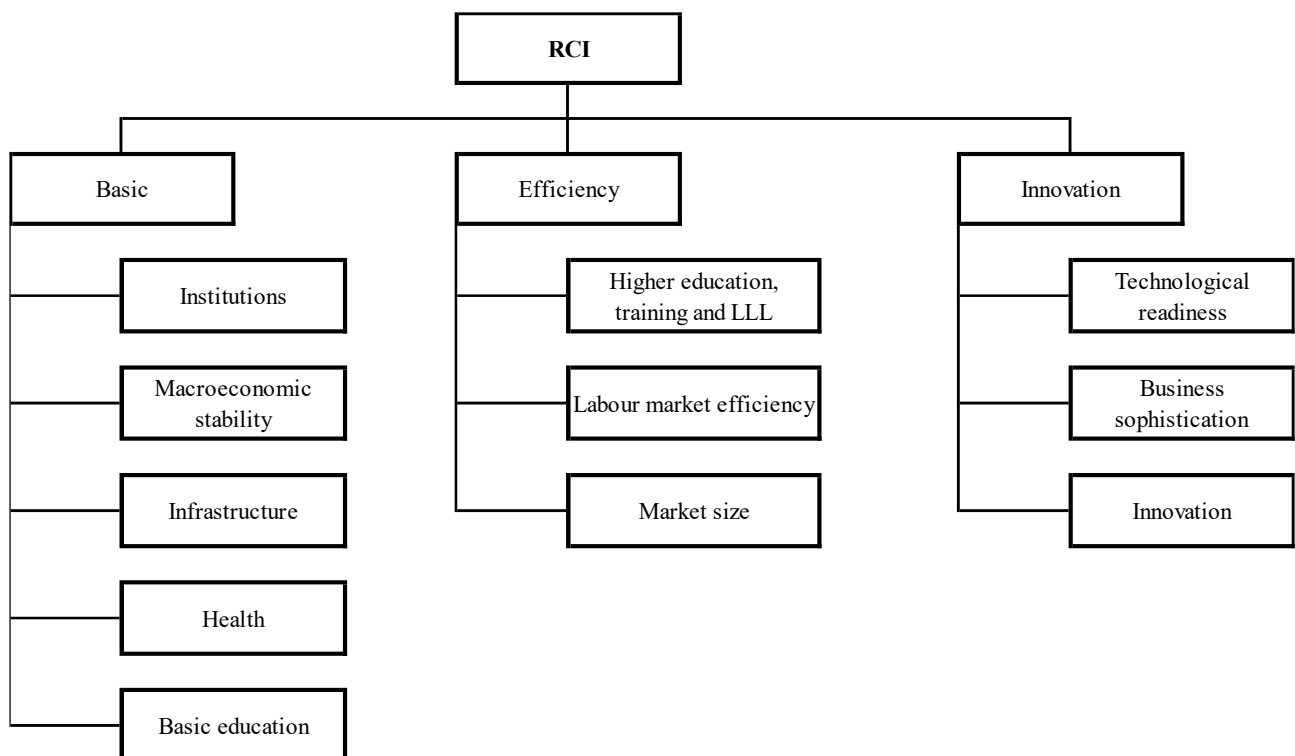 RCI
Basic
Efficiency
Innovation
Institutions
Macroeconomic
stability
Infrastructure
Health
Basic education
Higher education,
training and LLL
Labour market efficiency
Market size
Technological
readiness
Business
sophistication
Innovation